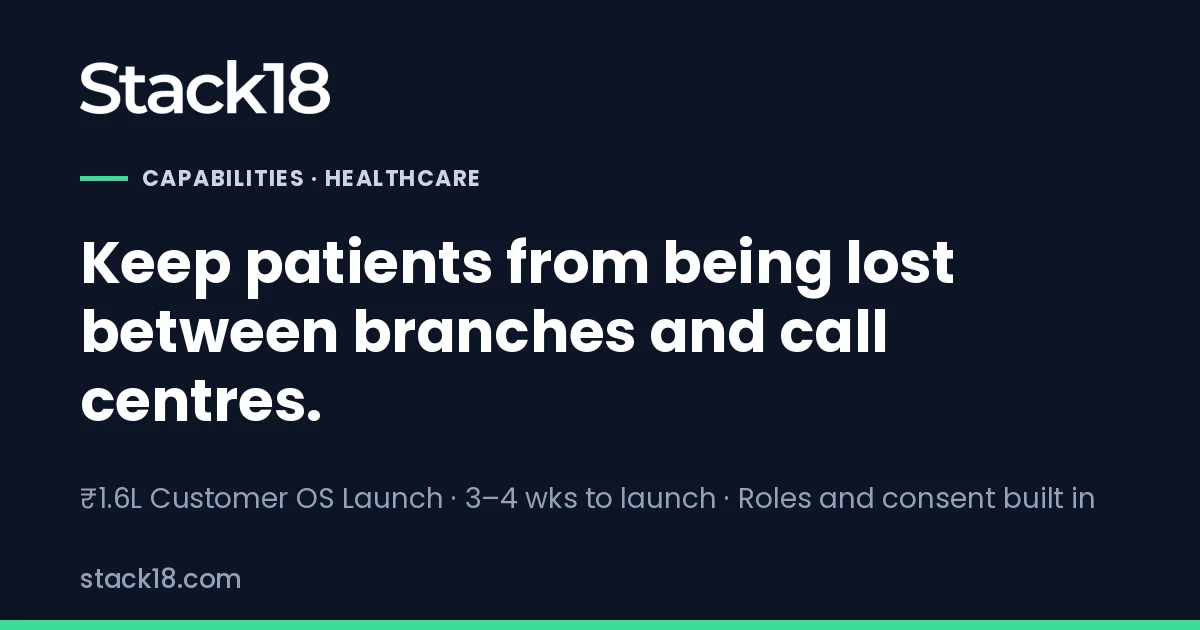 Stack18
CAPABILITIES · HEALTHCARE
Keep patients from being lost
between branches and call
centres.
₹1.6L Customer OS Launch · 3–4 wks to launch · Roles and consent built in
stack18.com